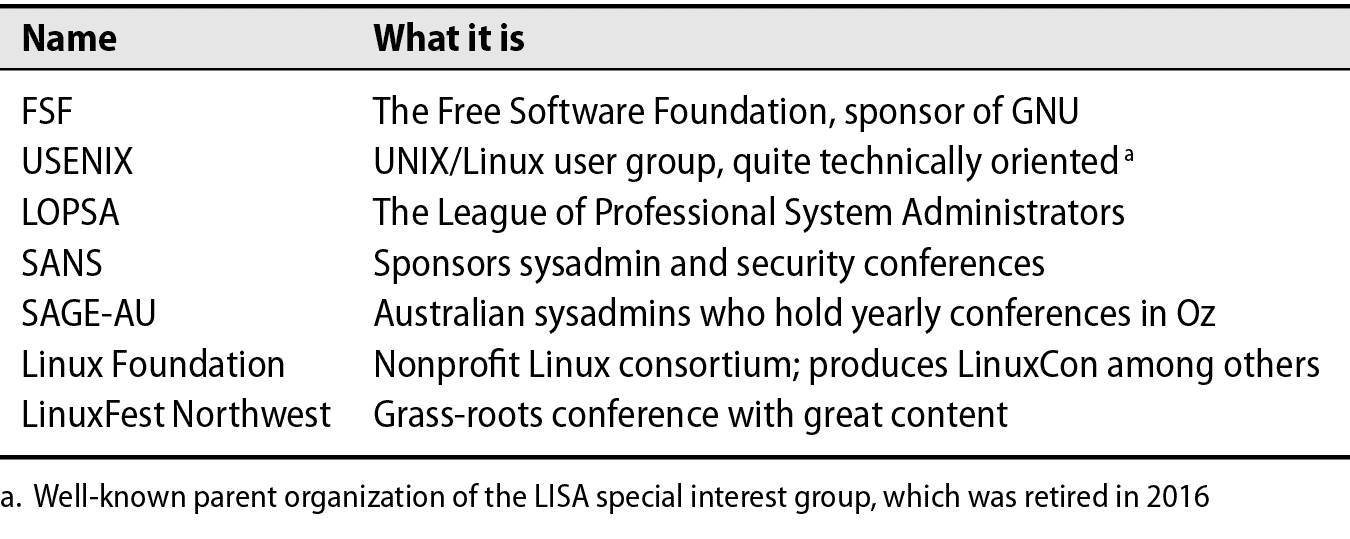 Name What it is
FSF The Free Software Foundation, sponsor of GNU
USENIX UNIX/Linux user group, quite technically oriented a
LOPSA The League of Professional System Administrators
SANS Sponsors sysadmin and security conferences
SAGE-AU Australian sysadmins who hold yearly conferences in Oz
Linux Foundation Nonprofit Linux consortium; produces LinuxCon among others
LinuxFest Northwest Grass-roots conference with great content
a. Well-known parent organization of the LISA special interest group, which was retired in 2016